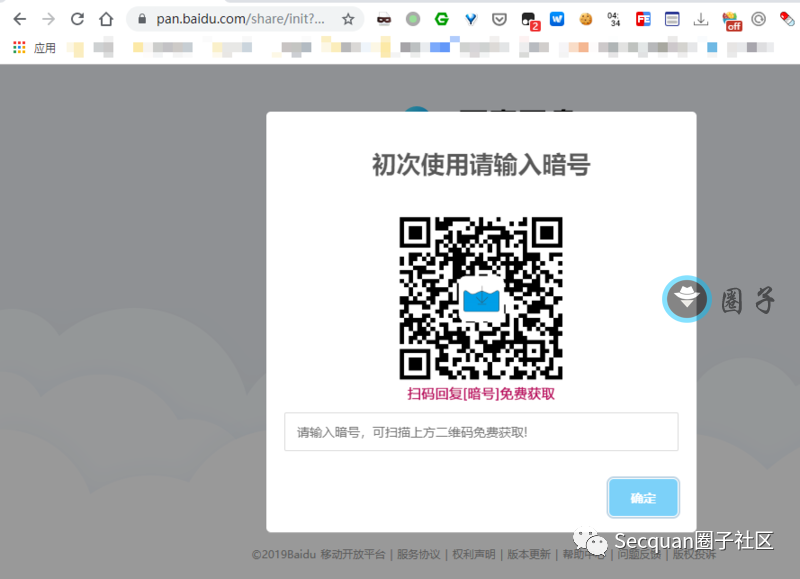 pan.baidu.com/share/init?...
2
04:
34
off
应用
初次使用请输入暗号
扫码回复[暗号]免费获取
请输入暗号，可扫描上方二维码免费获取!
确定
圈子
Secquan圈子社区
©2019Baidu 移动开放平台 | 服务协议 | 权利声明 | 版本更新 | 帮助中心 | 问题反馈 | 版权投诉